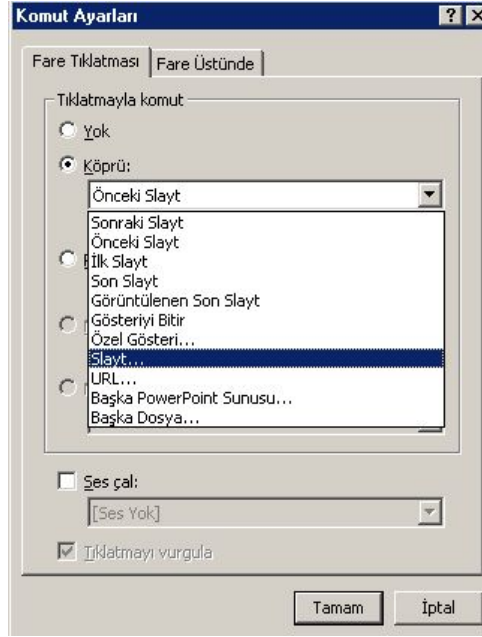 Komut Ayarları
Fare Tıklatması
Fare Üstünde
Tıklatmayla komut
Yok
Köprü:
Önceki Slayt
Sonraki Slayt
Önceki Slayt
İlk Slayt
Son Slayt
Görüntülenen Son Slayt
Gösteriyi Bitir
Özel Gösteri...
Slayt...
URL...
Başka PowerPoint Sunusu...
Başka Dosya...
Ses çal:
[Ses Yok]
Tıklatmayı vurgula
Tamam
İptal